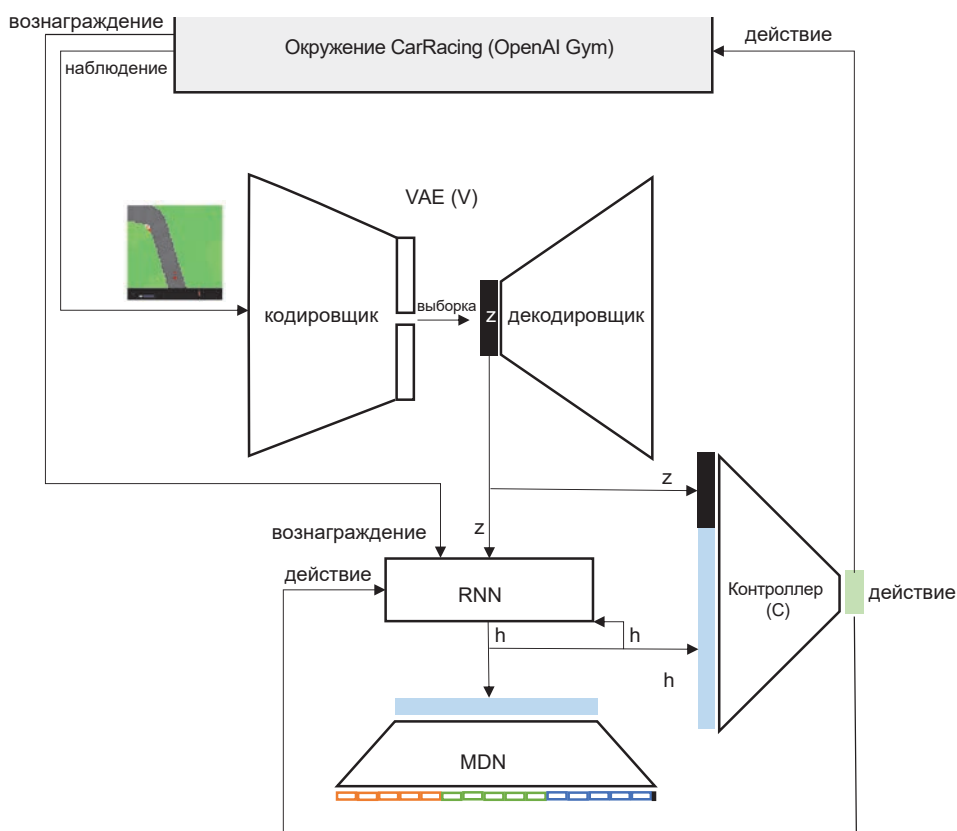 вознаграждение
Окружение CarRacing (OpenAI Gym)
действие
наблюдение
VAE (V)
кодировщик
выборка
z
декодировщик
z
z
вознаграждение
действие
RNN
Контроллер
(C)
действие
h
h
h
MDN